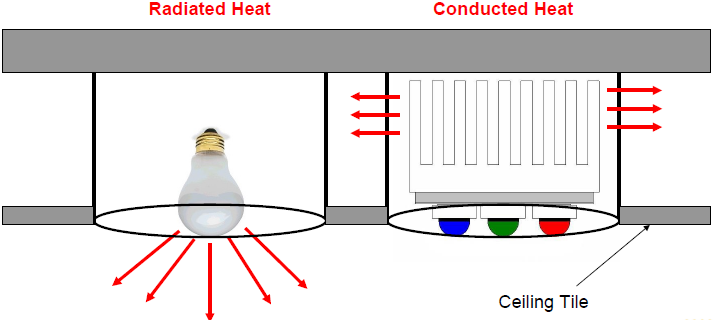 Radiated Heat
Conducted Heat
Ceiling Tile